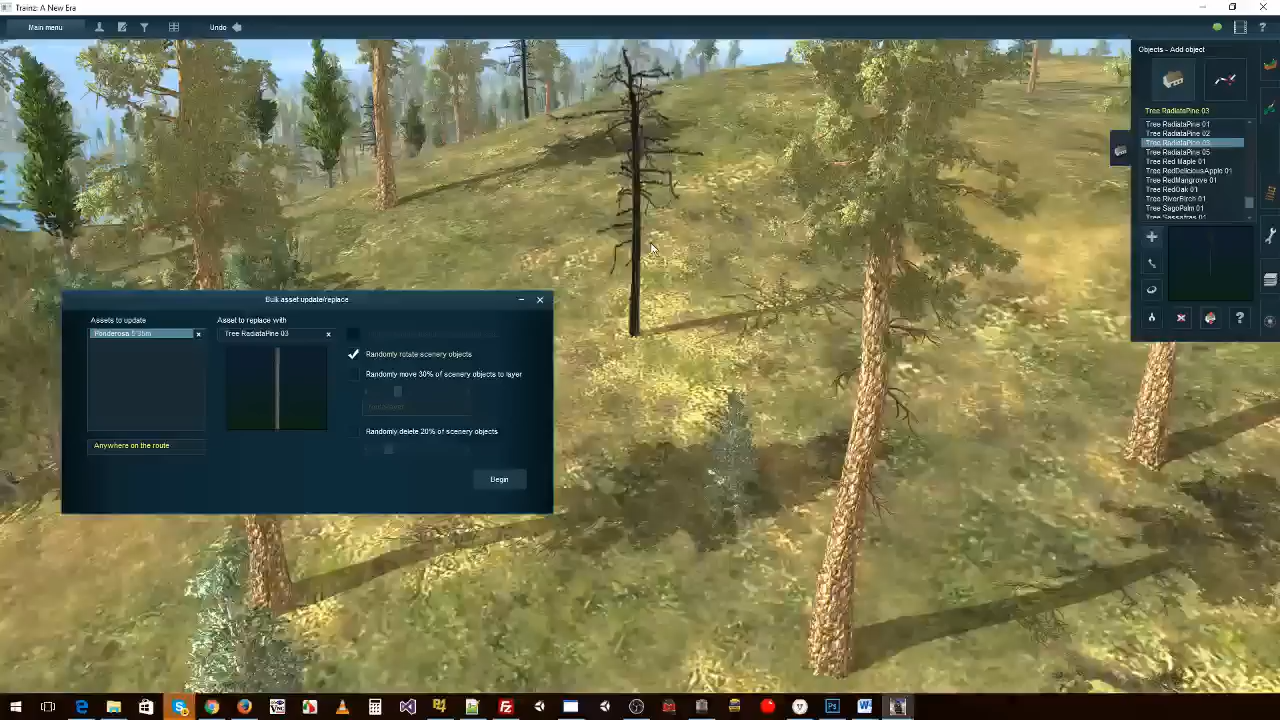 Trainz: A New Era
Main menu
Undo
Objects - Add object
Tree RadiataPine 03
Tree RadiataPine 01
Tree RadiataPine 02
Tree RadiataPine 03
Tree RadiataPine 05
Tree Red Maple 01
Tree RedDeliciousApple 01
Tree RedMangrove 01
Tree RedOak 01
Tree RiverBirch 01
Tree SagoPalm 01
Tree Sassafras 01
Bulk asset update/replace
Assets to update
Asset to replace with
Tree RadiataPine 03
Randomly rotate scenery objects
Randomly move 30% of scenery objects to layer
Randomly delete 20% of scenery objects
Anywhere on the route
Begin